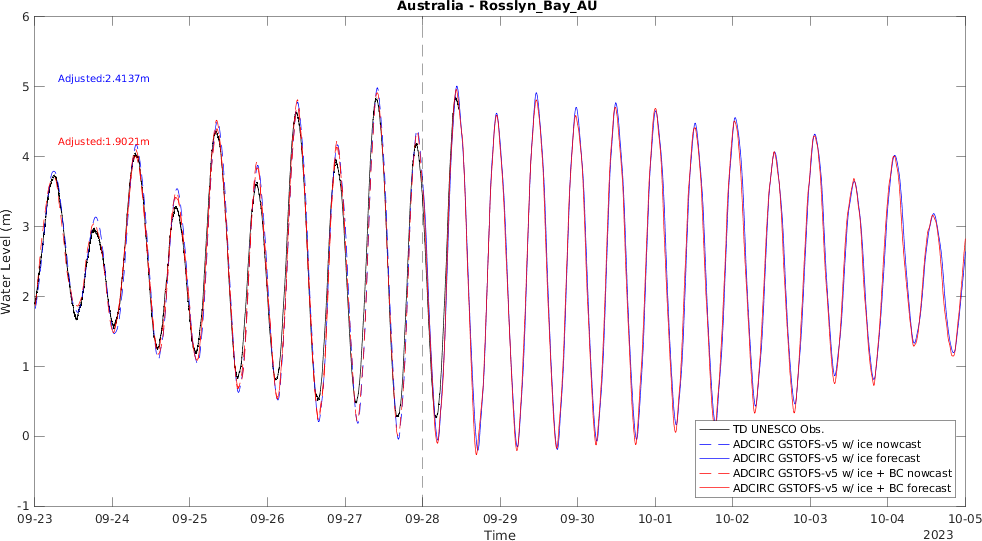 Australia - Rosslyn_Bay_AU
6
5
4
3
2
1
0
-1
Water Level (m)
Adjusted:2.4137m
Adjusted:1.9021m
TD UNESCO Obs.
ADCIRC GSTOFS-v5 w/ ice nowcast
ADCIRC GSTOFS-v5 w/ ice forecast
ADCIRC GSTOFS-v5 w/ ice + BC nowcast
ADCIRC GSTOFS-v5 w/ ice + BC forecast
09-23 09-24 09-25 09-26 09-27 09-28 09-29 09-30 10-01 10-02 10-03 10-04 10-05
Time
2023